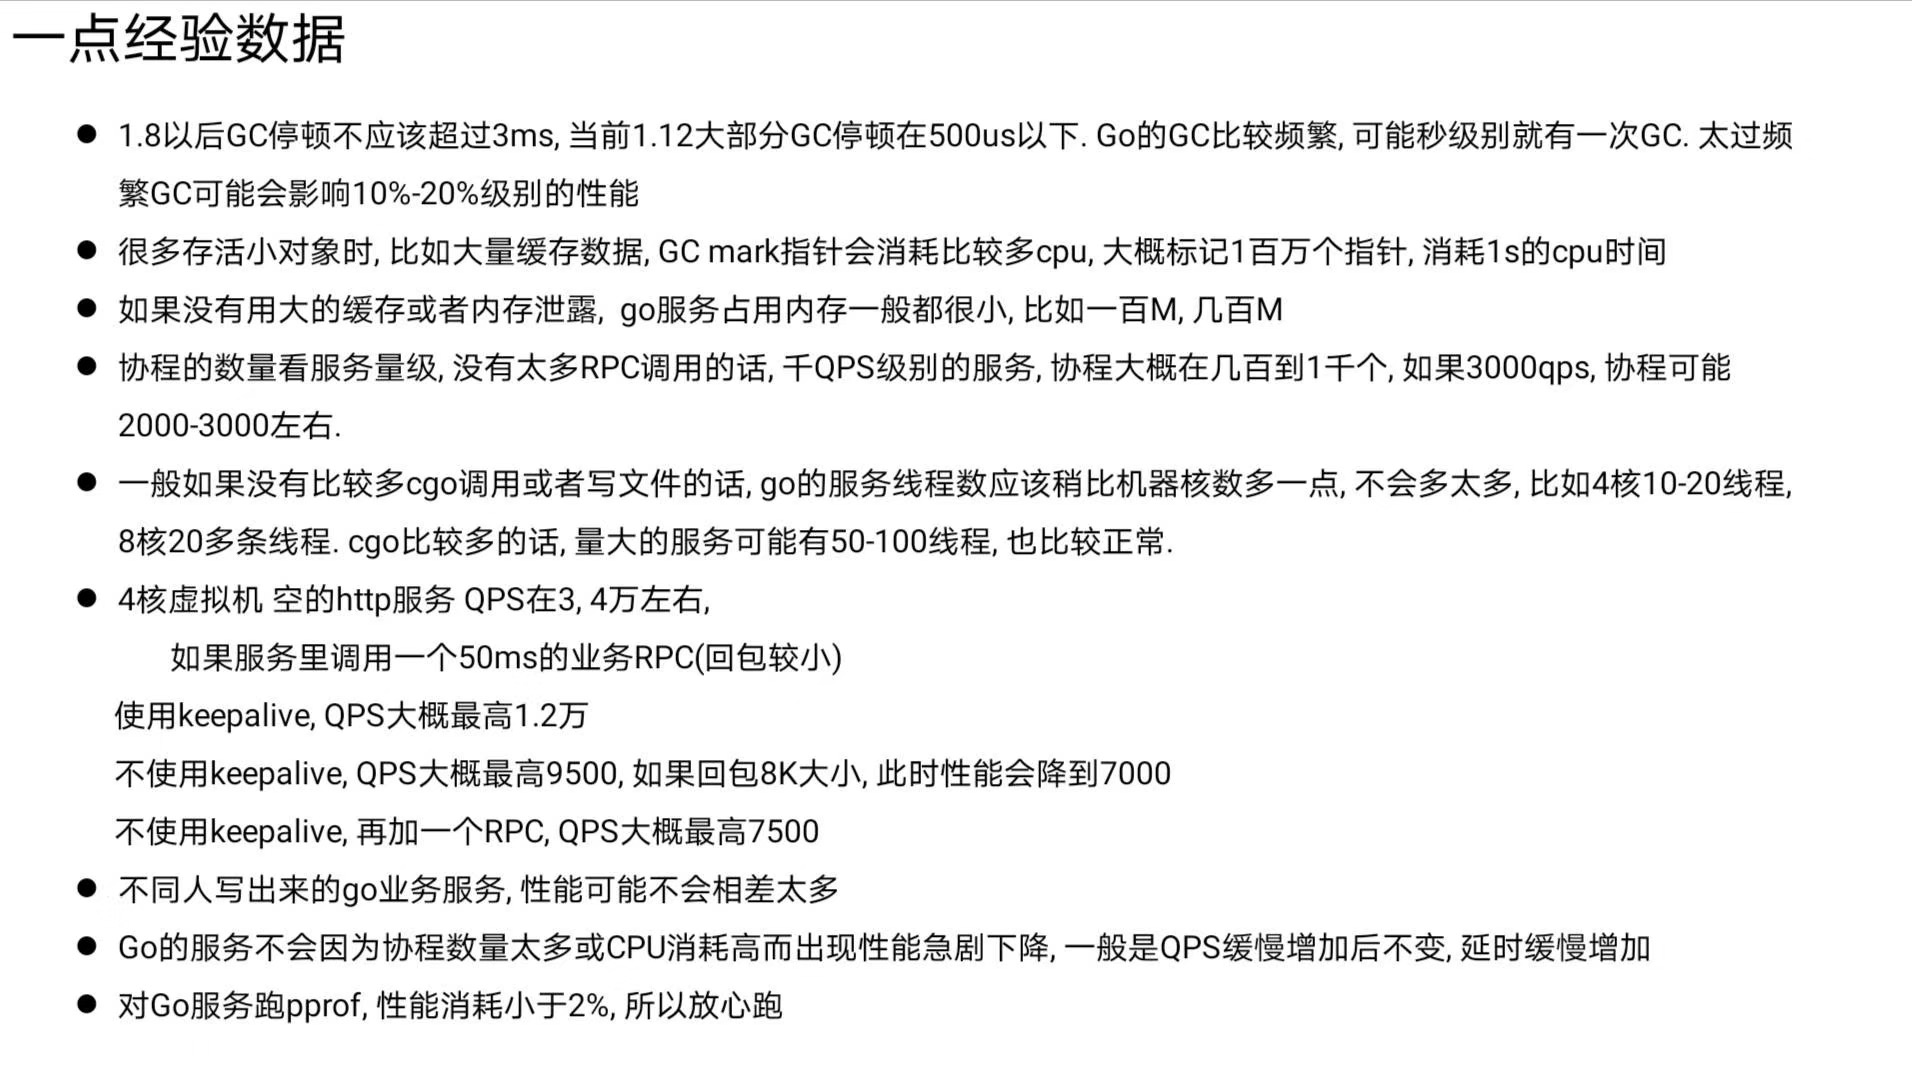 一点经验数据
● 1.8以后GC停顿不应该超过3ms, 当前1.12大部分GC停顿在500us以下. Go的GC比较频繁, 可能秒级别就有一次GC. 太过频
繁GC可能会影响10%-20%级别的性能
● 很多存活小对象时, 比如大量缓存数据, GC mark指针会消耗比较多cpu, 大概标记1百万个指针, 消耗1s的cpu时间
● 如果没有用大的缓存或者内存泄露, go服务占用内存一般都很小, 比如一百M, 几百M
● 协程的数量看服务量级, 没有太多RPC调用的话, 千QPS级别的服务, 协程大概在几百到1千个, 如果3000qps, 协程可能
2000-3000左右.
● 一般如果没有比较多cgo调用或者写文件的话, go的服务线程数应该稍比机器核数多一点, 不会多太多, 比如4核10-20线程,
8核20多条线程. cgo比较多的话, 量大的服务可能有50-100线程, 也比较正常.
● 4核虚拟机 空的http服务 QPS在3, 4万左右,
如果服务里调用一个50ms的业务RPC(回包较小)
使用keepalive, QPS大概最高1.2万
不使用keepalive, QPS大概最高9500, 如果回包8K大小, 此时性能会降到7000
不使用keepalive, 再加一个RPC, QPS大概最高7500
● 不同人写出来的go业务服务, 性能可能不会相差太多
● Go的服务不会因为协程数量太多或CPU消耗高而出现性能急剧下降, 一般是QPS缓慢增加后不变, 延时缓慢增加
● 对Go服务跑pprof, 性能消耗小于2%, 所以放心跑